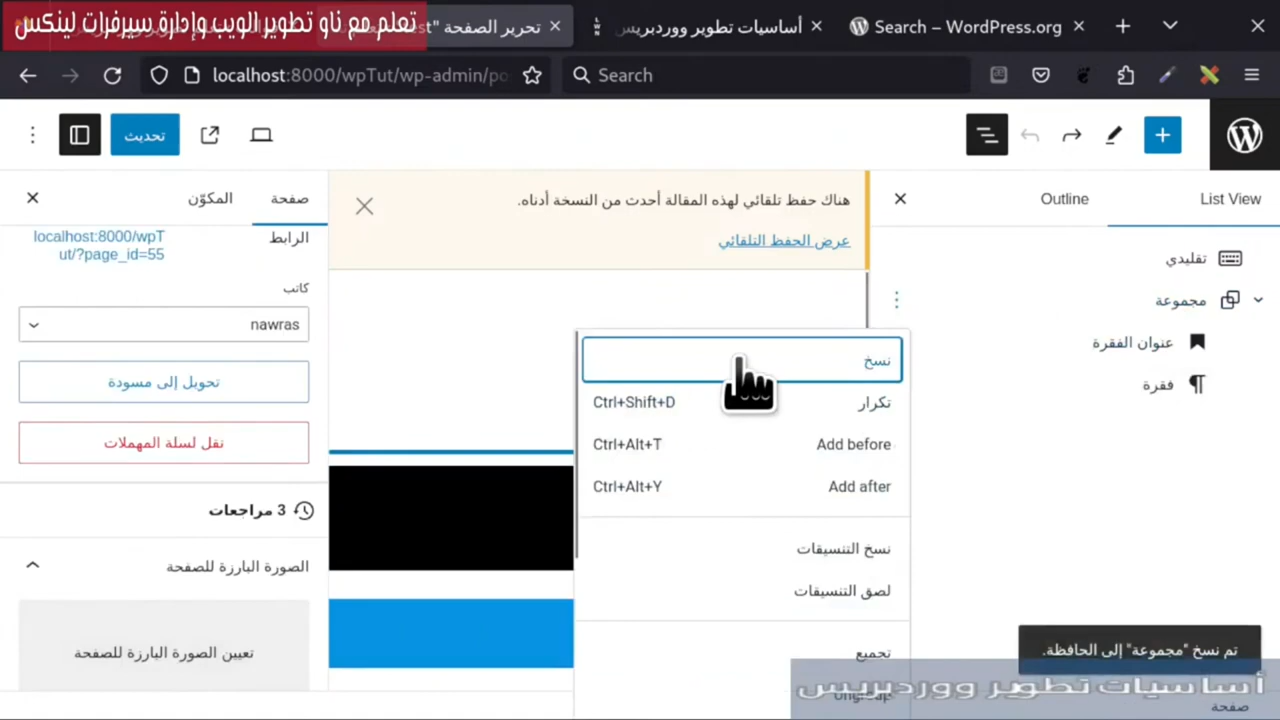 تعلم مع ناو تطوير الويب وإدارة سيرفرات لينكس
تحرير الصفحة "
أساسيات تطوير ووردبريس
Search – WordPress.org
localhost:8000/wpTut/wp-admin/po
Search
تحديث
صفحة
المكوّن
الرابط
localhost:8000/wpT
ut/?page_id=55
كاتب
nawras
تحويل إلى مسودة
نقل لسلة المهملات
3 مراجعات
الصورة البارزة للصفحة
تعيين الصورة البارزة للصفحة
هناك حفظ تلقائي لهذه المقالة أحدث من النسخة أدناه.
عرض الحفظ التلقائي
List View
Outline
تقليدي
مجموعة
عنوان الفقرة
فقرة
نسخ
تكرار
Ctrl+Shift+D
Add before
Ctrl+Alt+T
Add after
Ctrl+Alt+Y
نسخ التنسيقات
لصق التنسيقات
تجميع
Ungroup
تم نسخ "مجموعة" إلى الحافظة.
أساسيات تطوير ووردبريس
صفحة